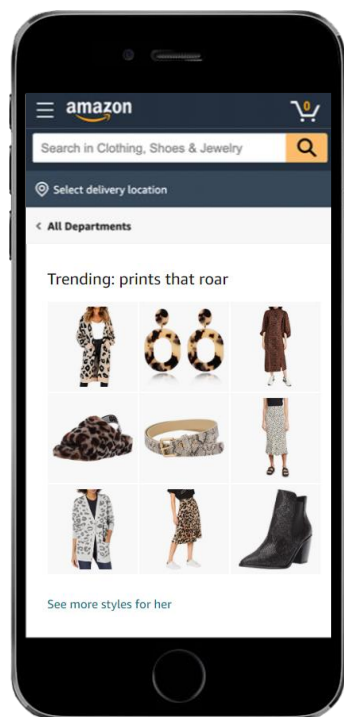 amazon
0
Search in Clothing, Shoes & Jewelry
Select delivery location
All Departments
Trending: prints that roar
See more styles for her